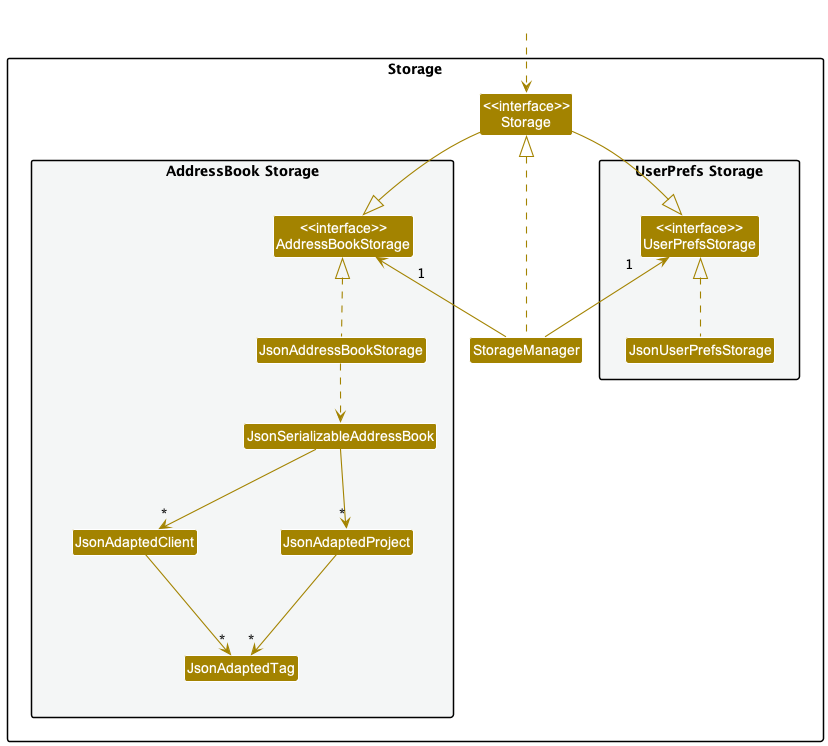 Storage
<<interface>>
Storage
AddressBook Storage
UserPrefs Storage
<<interface>>
AddressBookStorage
<<interface>>
UserPrefsStorage
1
1
JsonAddressBookStorage
StorageManager
JsonUserPrefsStorage
JsonSerializableAddressBook
*
*
JsonAdaptedClient
JsonAdaptedProject
*
*
JsonAdaptedTag